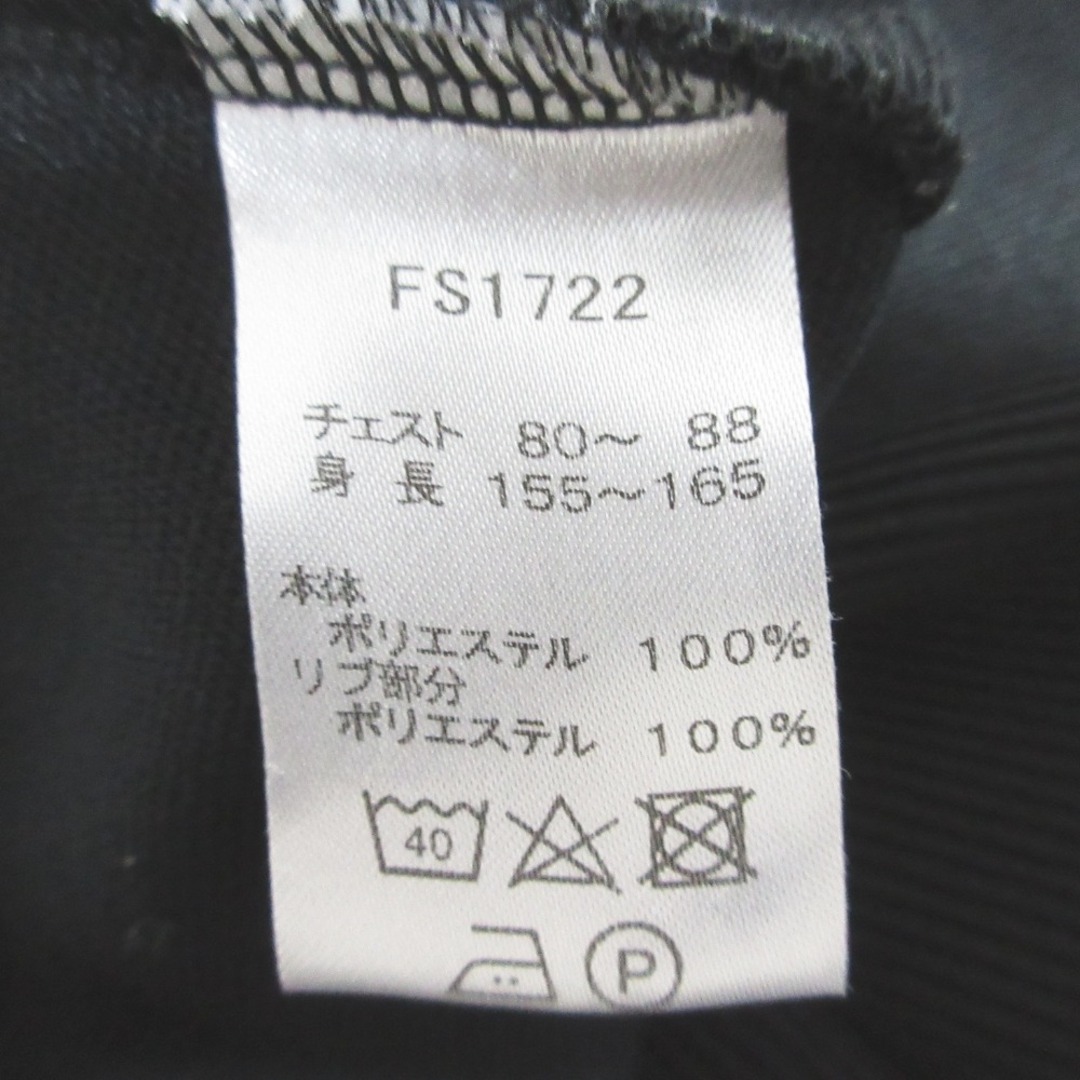 FS1722
チェスト 80～ 88
身 長 155～165
本体
ポリエステル 100%
リブ部分
ポリエステル 100%
40
P